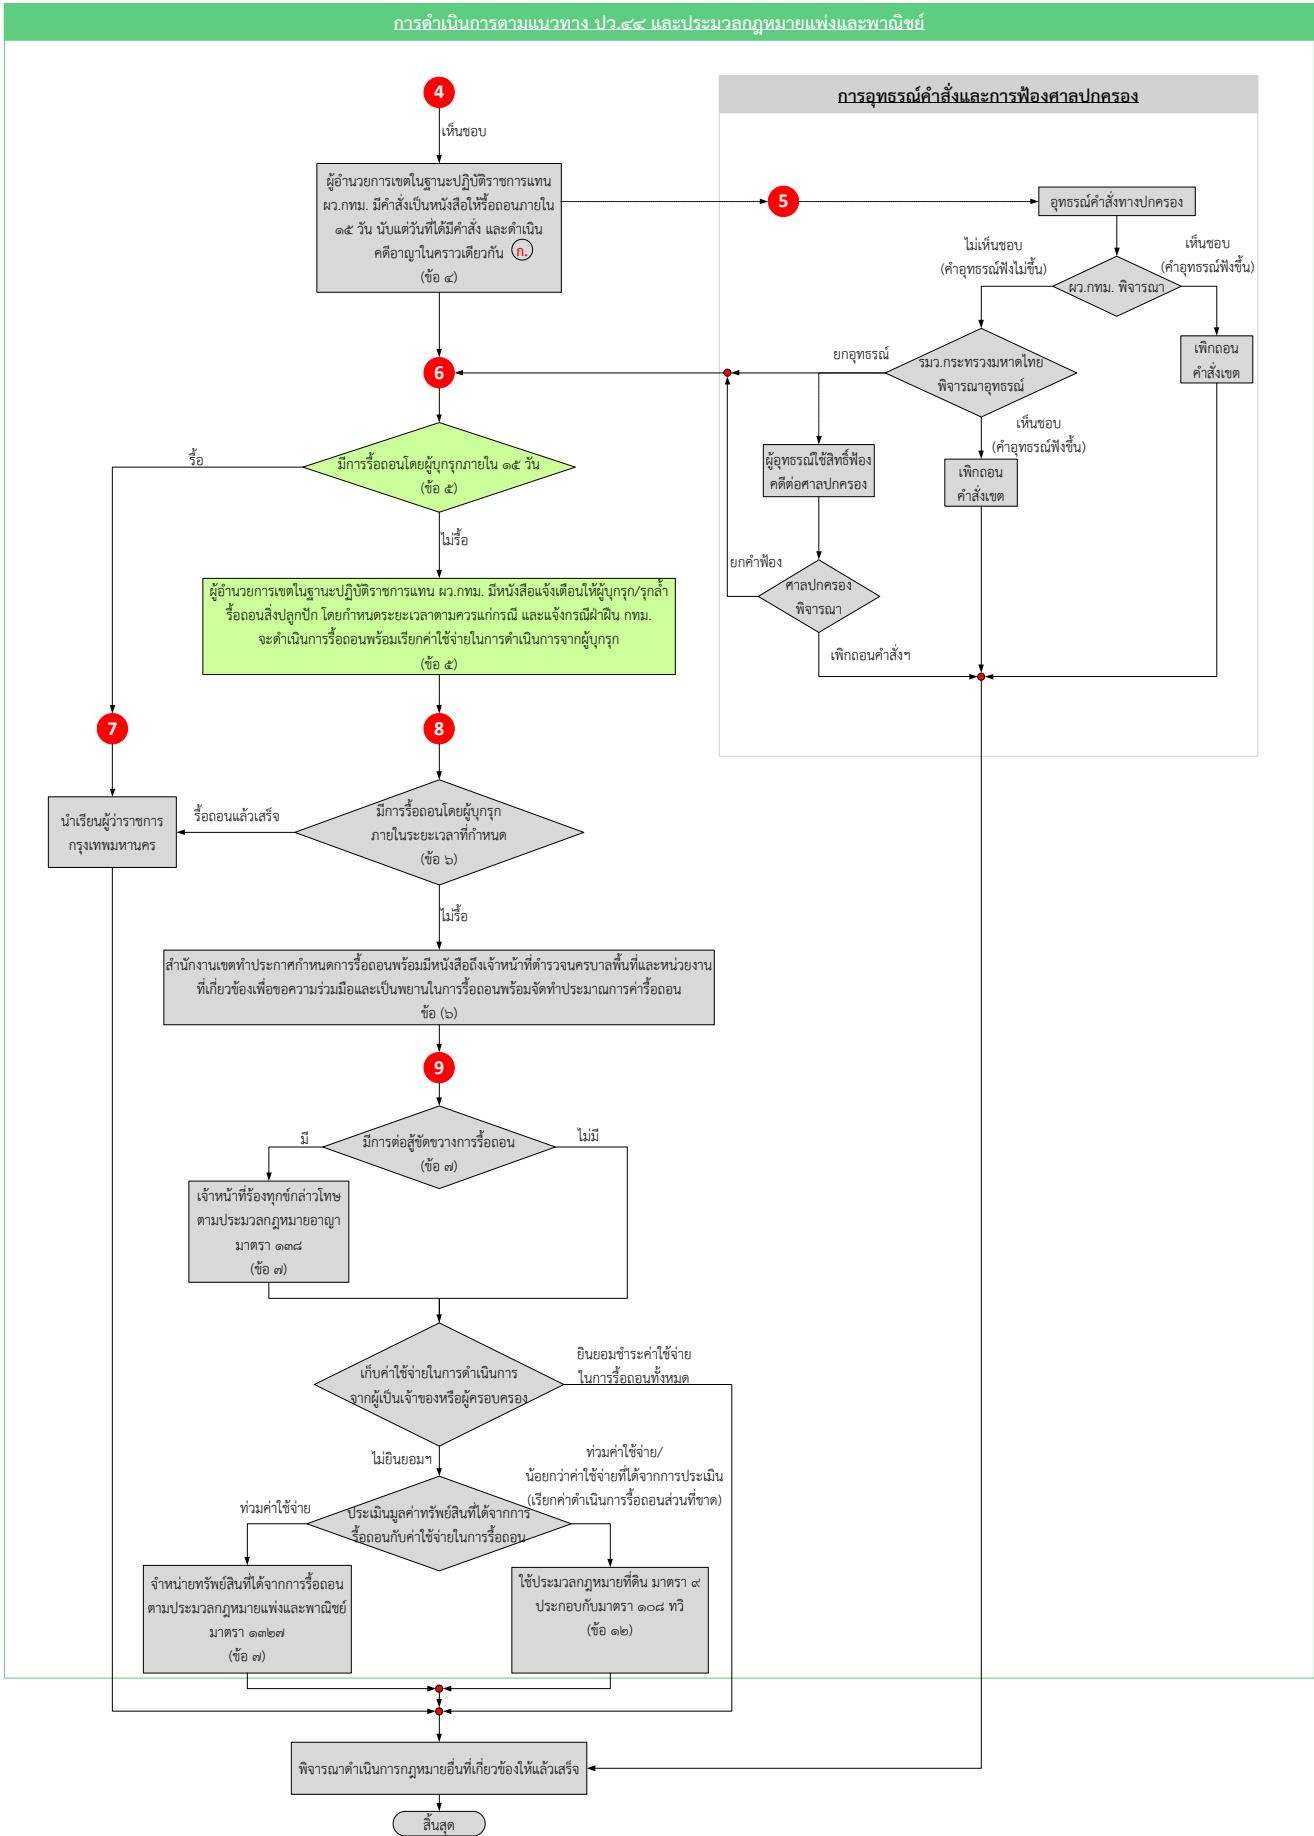 การดำเนินการตามแนวทาง ปว.๔๔ และประมวลกฎหมายแพ่งและพาณิชย์
4
เห็นชอบ
ผู้อำนวยการเขตในฐานะปฏิบัติราชการแทน
ผว.กทม. มีคำสั่งเป็นหนังสือให้รื้อถอนภายใน
๑๕ วัน นับแต่วันที่ได้มีคำสั่ง และดำเนิน
คดีอาญาในคราวเดียวกัน ก.
(ข้อ ๔)
การอุทธรณ์คำสั่งและการฟ้องศาลปกครอง
5
อุทธรณ์คำสั่งทางปกครอง
ไม่เห็นชอบ
(คำอุทธรณ์ฟังไม่ขึ้น)
เห็นชอบ
(คำอุทธรณ์ฟังขึ้น)
ผว.กทม. พิจารณา
เพิกถอน
คำสั่งเขต
ยกอุทธรณ์
รมว.กระทรวงมหาดไทย
พิจารณาอุทธรณ์
เห็นชอบ
(คำอุทธรณ์ฟังขึ้น)
ผู้อุทธรณ์ใช้สิทธิ์ฟ้อง
คดีต่อศาลปกครอง
เพิกถอน
คำสั่งเขต
ยกคำฟ้อง
ศาลปกครอง
พิจารณา
เพิกถอนคำสั่งฯ
6
รื้อ
มีการรื้อถอนโดยผู้บุกรุกภายใน ๑๕ วัน
(ข้อ ๕)
ไม่รื้อ
ผู้อำนวยการเขตในฐานะปฏิบัติราชการแทน ผว.กทม. มีหนังสือแจ้งเตือนให้ผู้บุกรุก/รุกล้ำ
รื้อถอนสิ่งปลูกปัก โดยกำหนดระยะเวลาตามควรแก่กรณี และแจ้งกรณีฝ่าฝืน กทม.
จะดำเนินการรื้อถอนพร้อมเรียกค่าใช้จ่ายในการดำเนินการจากผู้บุกรุก
(ข้อ ๕)
7
8
นำเรียนผู้ว่าราชการ
กรุงเทพมหานคร
รื้อถอนแล้วเสร็จ
มีการรื้อถอนโดยผู้บุกรุก
ภายในระยะเวลาที่กำหนด
(ข้อ ๖)
ไม่รื้อ
สำนักงานเขตทำประกาศกำหนดการรื้อถอนพร้อมมีหนังสือถึงเจ้าหน้าที่ตำรวจนครบาลพื้นที่และหน่วยงาน
ที่เกี่ยวข้องเพื่อขอความร่วมมือและเป็นพยานในการรื้อถอนพร้อมจัดทำประมาณการค่ารื้อถอน
ข้อ (๖)
9
มี
มีการต่อสู้ขัดขวางการรื้อถอน
(ข้อ ๗)
ไม่มี
เจ้าหน้าที่ร้องทุกข์กล่าวโทษ
ตามประมวลกฎหมายอาญา
มาตรา ๑๓๘
(ข้อ ๗)
เก็บค่าใช้จ่ายในการดำเนินการ
จากผู้เป็นเจ้าของหรือผู้ครอบครอง
ยินยอมชำระค่าใช้จ่าย
ในการรื้อถอนทั้งหมด
ไม่ยินยอมฯ
ท่วมค่าใช้จ่าย/
น้อยกว่าค่าใช้จ่ายที่ได้จากการประเมิน
(เรียกค่าดำเนินการรื้อถอนส่วนที่ขาด)
ท่วมค่าใช้จ่าย
ประเมินมูลค่าทรัพย์สินที่ได้จากการ
รื้อถอนกับค่าใช้จ่ายในการรื้อถอน
จำหน่ายทรัพย์สินที่ได้จากการรื้อถอน
ตามประมวลกฎหมายแพ่งและพาณิชย์
มาตรา ๑๓๒๗
(ข้อ ๗)
ใช้ประมวลกฎหมายที่ดิน มาตรา ๙
ประกอบกับมาตรา ๑๐๘ ทวิ
(ข้อ ๑๒)
พิจารณาดำเนินการกฎหมายอื่นที่เกี่ยวข้องให้แล้วเสร็จ
สิ้นสุด